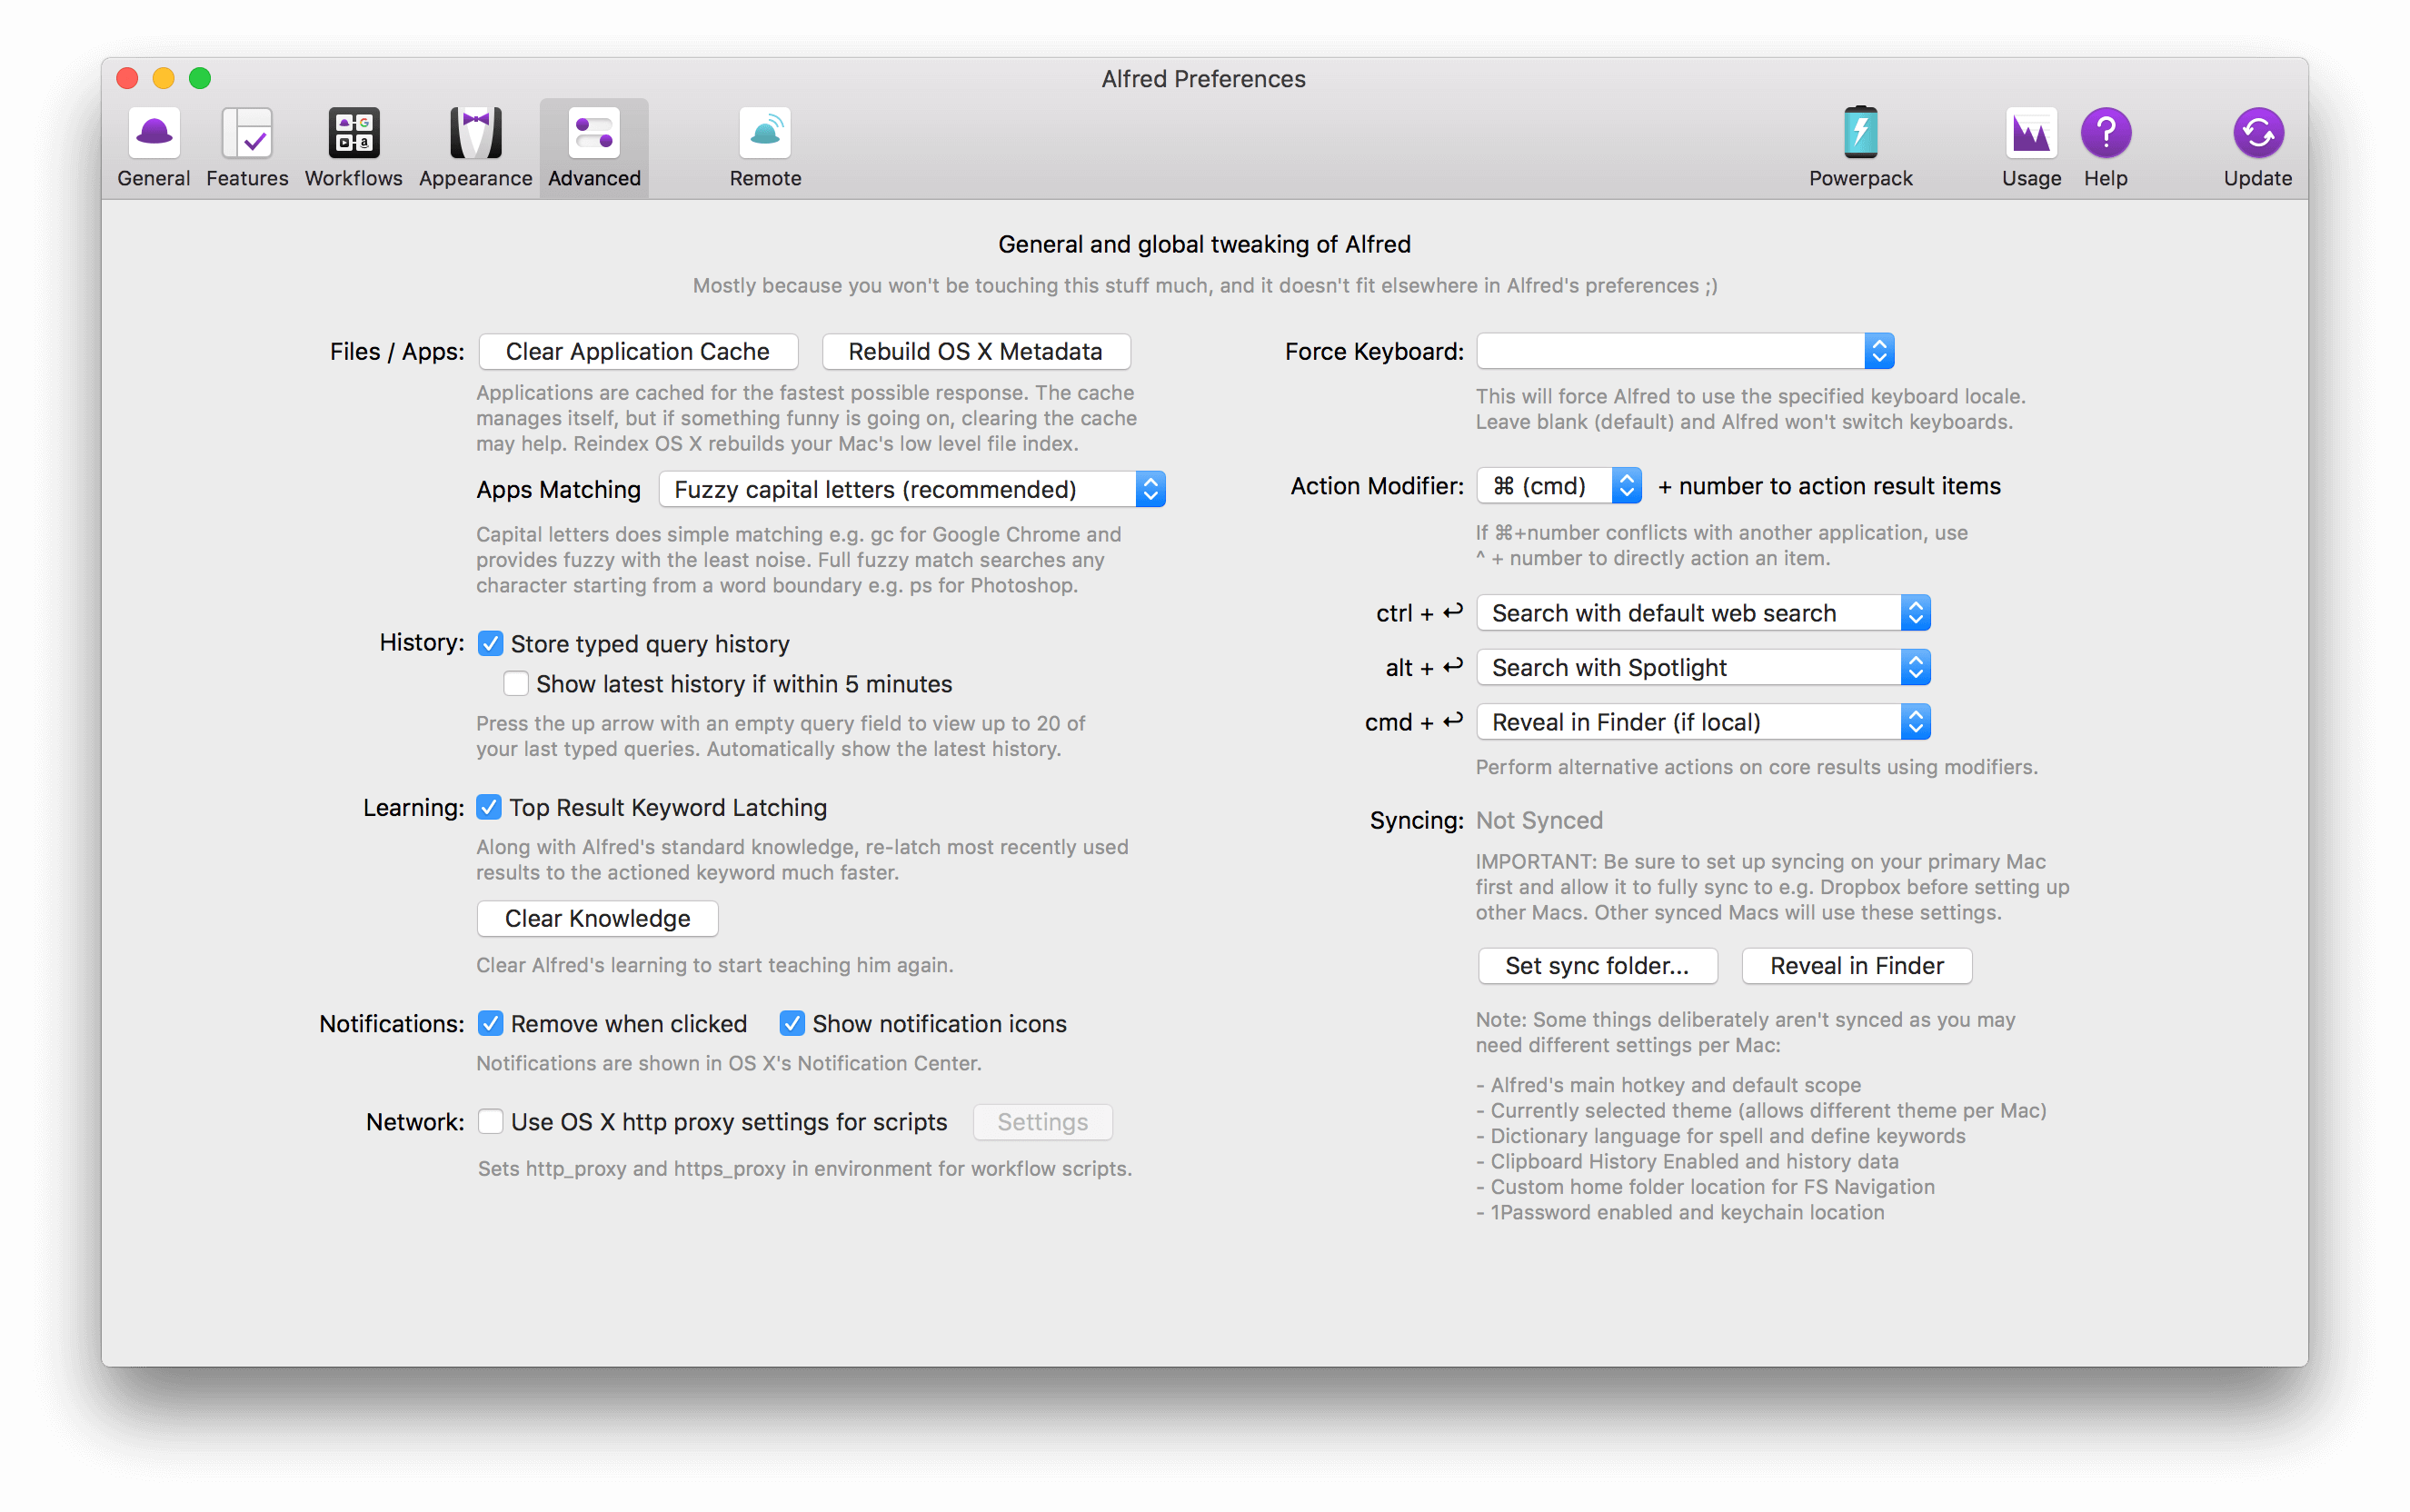 Alfred Preferences
General Features Workflows Appearance Advanced Remote Powerpack Usage Help Update
General and global tweaking of Alfred
Mostly because you won't be touching this stuff much, and it doesn't fit elsewhere in Alfred's preferences ;)
Files / Apps: Clear Application Cache Rebuild OS X Metadata
Applications are cached for the fastest possible response. The cache
manages itself, but if something funny is going on, clearing the cache
may help. Reindex OS X rebuilds your Mac's low level file index.
Apps Matching Fuzzy capital letters (recommended)
Capital letters does simple matching e.g. gc for Google Chrome and
provides fuzzy with the least noise. Full fuzzy match searches any
character starting from a word boundary e.g. ps for Photoshop.
History: Store typed query history
Show latest history if within 5 minutes
Press the up arrow with an empty query field to view up to 20 of
your last typed queries. Automatically show the latest history.
Learning: Top Result Keyword Latching
Along with Alfred's standard knowledge, re-latch most recently used
results to the actioned keyword much faster.
Clear Knowledge
Clear Alfred's learning to start teaching him again.
Notifications: Remove when clicked Show notification icons
Notifications are shown in OS X's Notification Center.
Network: Use OS X http proxy settings for scripts Settings
Sets http_proxy and https_proxy in environment for workflow scripts.
Force Keyboard:
This will force Alfred to use the specified keyboard locale.
Leave blank (default) and Alfred won't switch keyboards.
Action Modifier: ⌘ (cmd) + number to action result items
If ⌘+number conflicts with another application, use
^ + number to directly action an item.
ctrl + ↩ Search with default web search
alt + ↩ Search with Spotlight
cmd + ↩ Reveal in Finder (if local)
Perform alternative actions on core results using modifiers.
Syncing: Not Synced
IMPORTANT: Be sure to set up syncing on your primary Mac
first and allow it to fully sync to e.g. Dropbox before setting up
other Macs. Other synced Macs will use these settings.
Set sync folder... Reveal in Finder
Note: Some things deliberately aren't synced as you may
need different settings per Mac:
- Alfred's main hotkey and default scope
- Currently selected theme (allows different theme per Mac)
- Dictionary language for spell and define keywords
- Clipboard History Enabled and history data
- Custom home folder location for FS Navigation
- 1Password enabled and keychain location